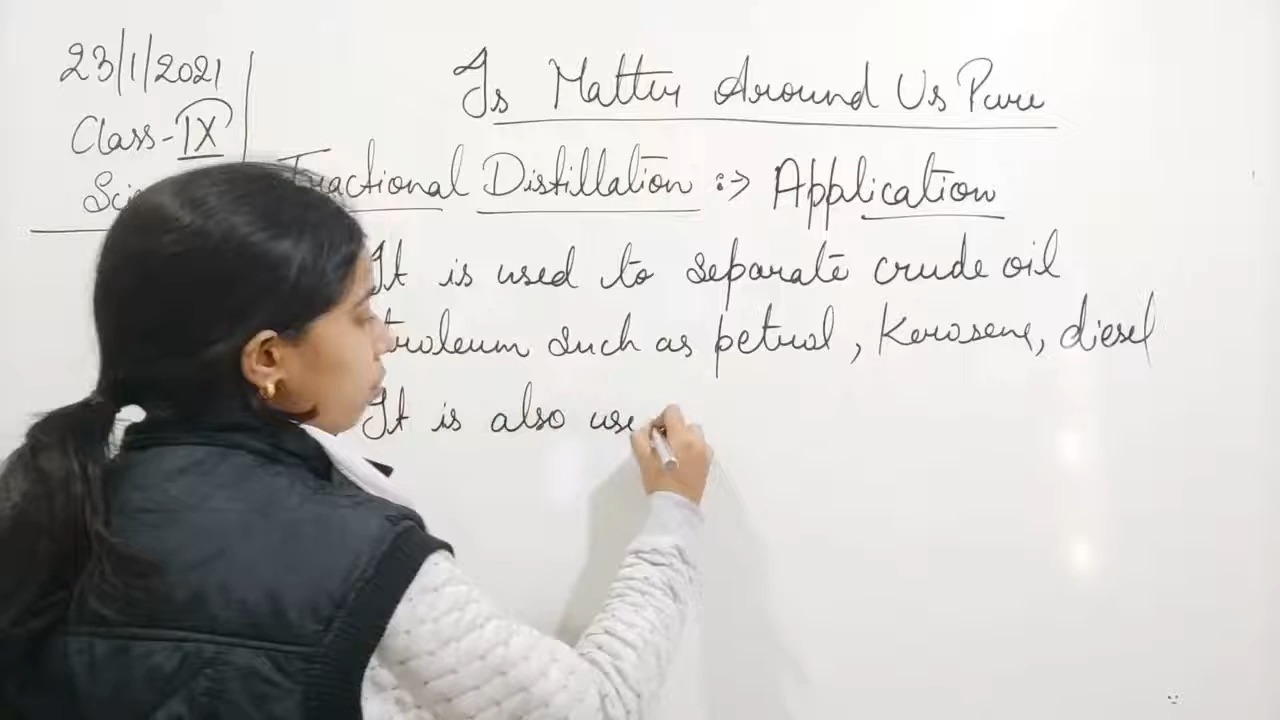 23/1/2021
Class-IX
Is Matter Around Us Pure
Fractional Distillation :-> Application
It is used to separate crude oil
such as petrol, Kerosene, diesel
It is also use